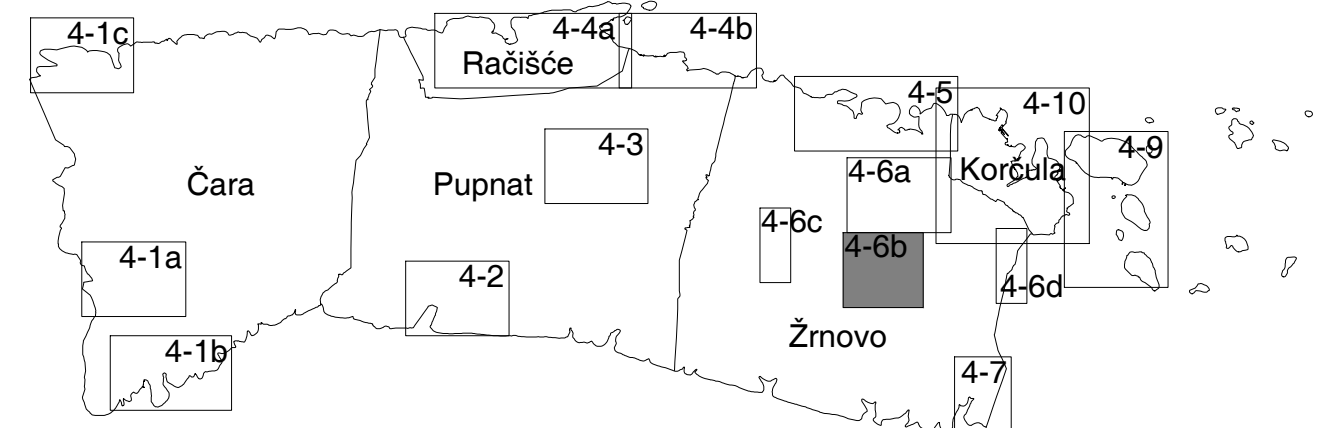 4-1c
4-4a
4-4b
Račišće
4-5
4-10
4-3
4-9
Čara
Pupnat
4-6a
Korčula
4-6c
4-1a
4-2
4-6b
4-6d
Žrnovo
4-1b
4-7